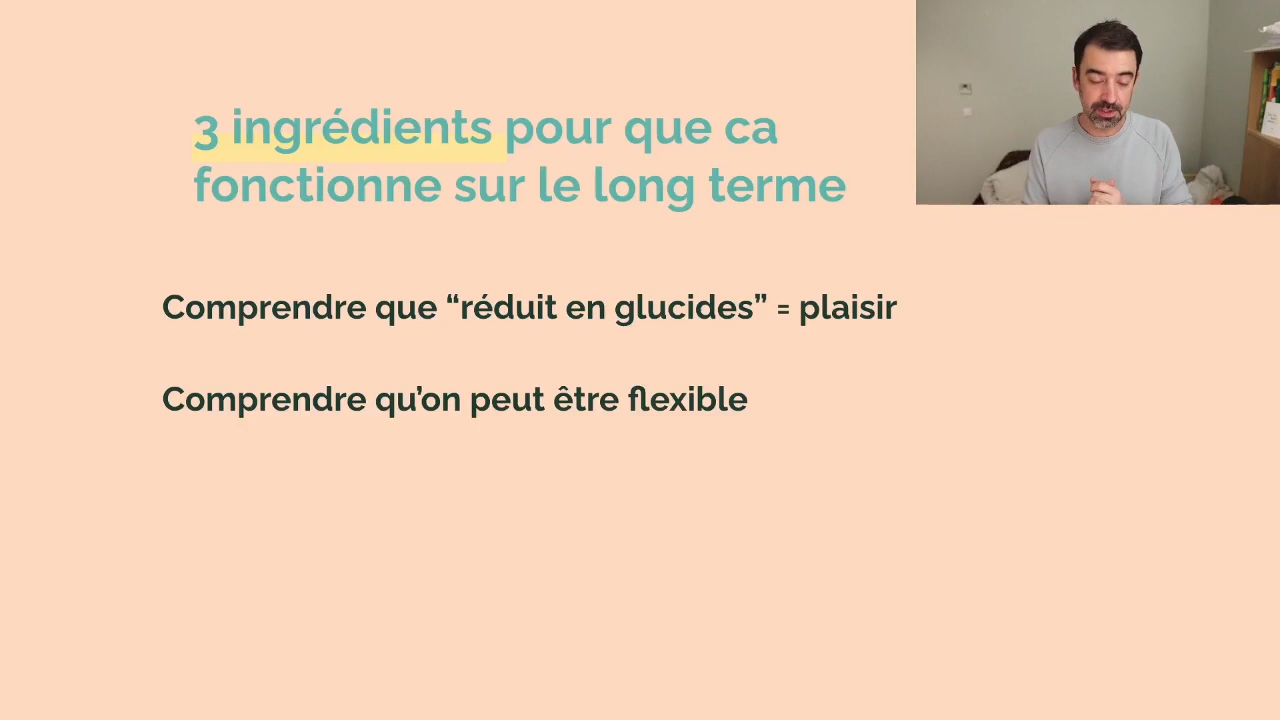 3 ingrédients pour que ca
fonctionne sur le long terme
Comprendre que “réduit en glucides” = plaisir
Comprendre qu’on peut être flexible